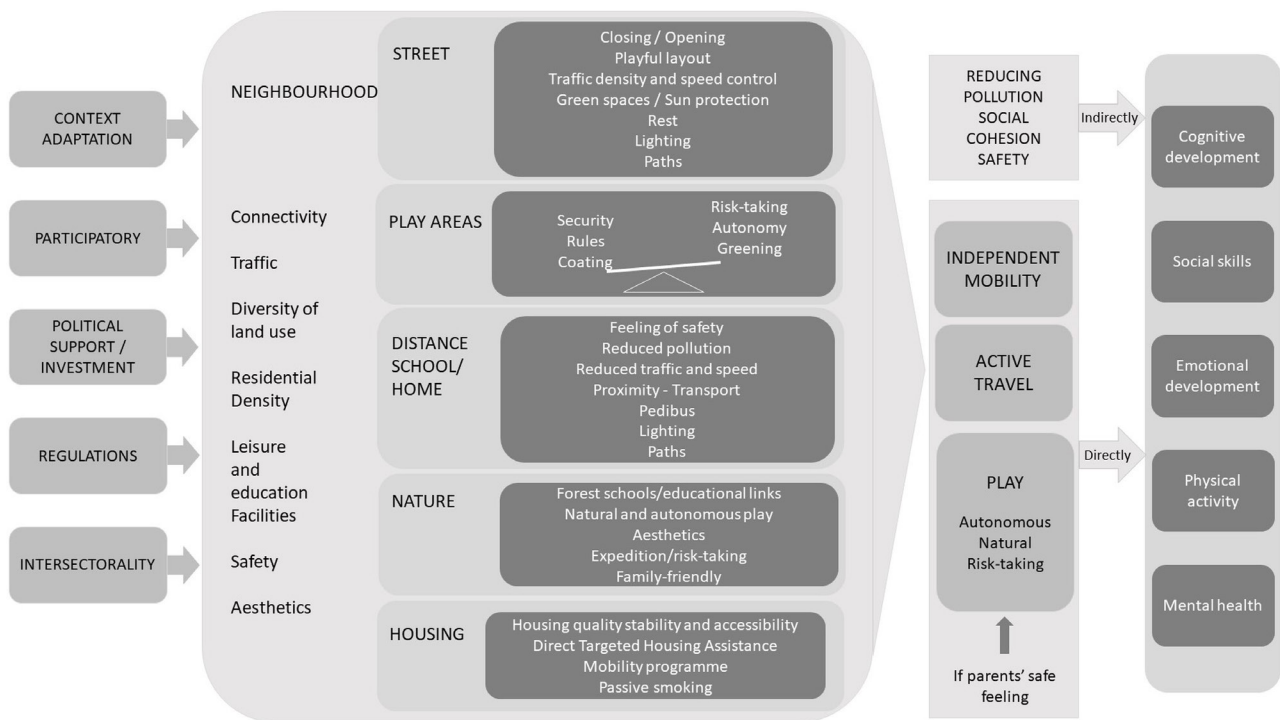 CONTEXT
ADAPTATION
PARTICIPATORY
POLITICAL
SUPPORT /
INVESTMENT
REGULATIONS
INTERSECTORALITY
NEIGHBOURHOOD
Connectivity
Traffic
Diversity of
land use
Residential
Density
Leisure
and
education
Facilities
Safety
Aesthetics
STREET
Closing / Opening
Playful layout
Traffic density and speed control
Green spaces / Sun protection
Rest
Lighting
Paths
PLAY AREAS
Security
Rules
Coating
Risk-taking
Autonomy
Greening
DISTANCE
SCHOOL/
HOME
Feeling of safety
Reduced pollution
Reduced traffic and speed
Proximity - Transport
Pedibus
Lighting
Paths
NATURE
Forest schools/educational links
Natural and autonomous play
Aesthetics
Expedition/risk-taking
Family-friendly
HOUSING
Housing quality stability and accessibility
Direct Targeted Housing Assistance
Mobility programme
Passive smoking
REDUCING
POLLUTION
SOCIAL
COHESION
SAFETY
Indirectly
INDEPENDENT
MOBILITY
ACTIVE
TRAVEL
PLAY
Autonomous
Natural
Risk-taking
If parents' safe
feeling
Directly
Cognitive
development
Social skills
Emotional
development
Physical
activity
Mental health